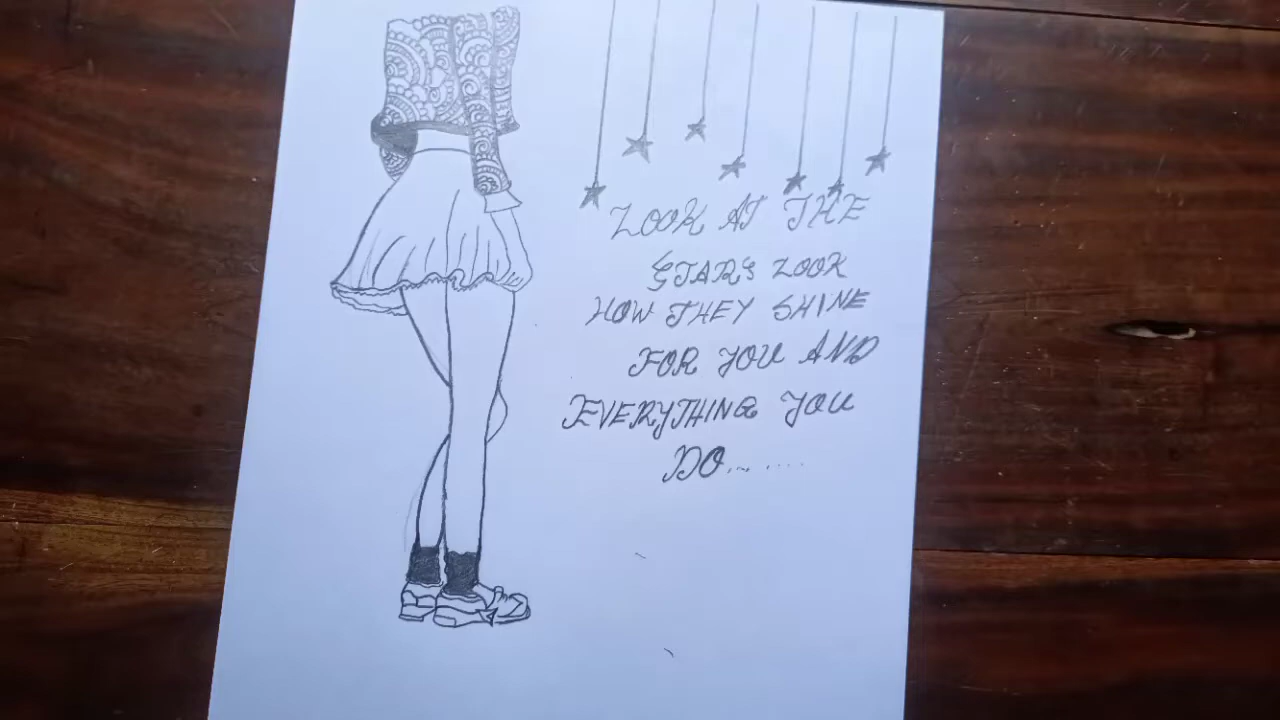 LOOK AT THE
STARS LOOK
HOW THEY SHINE
FOR YOU AND
EVERYTHING YOU
DO.........